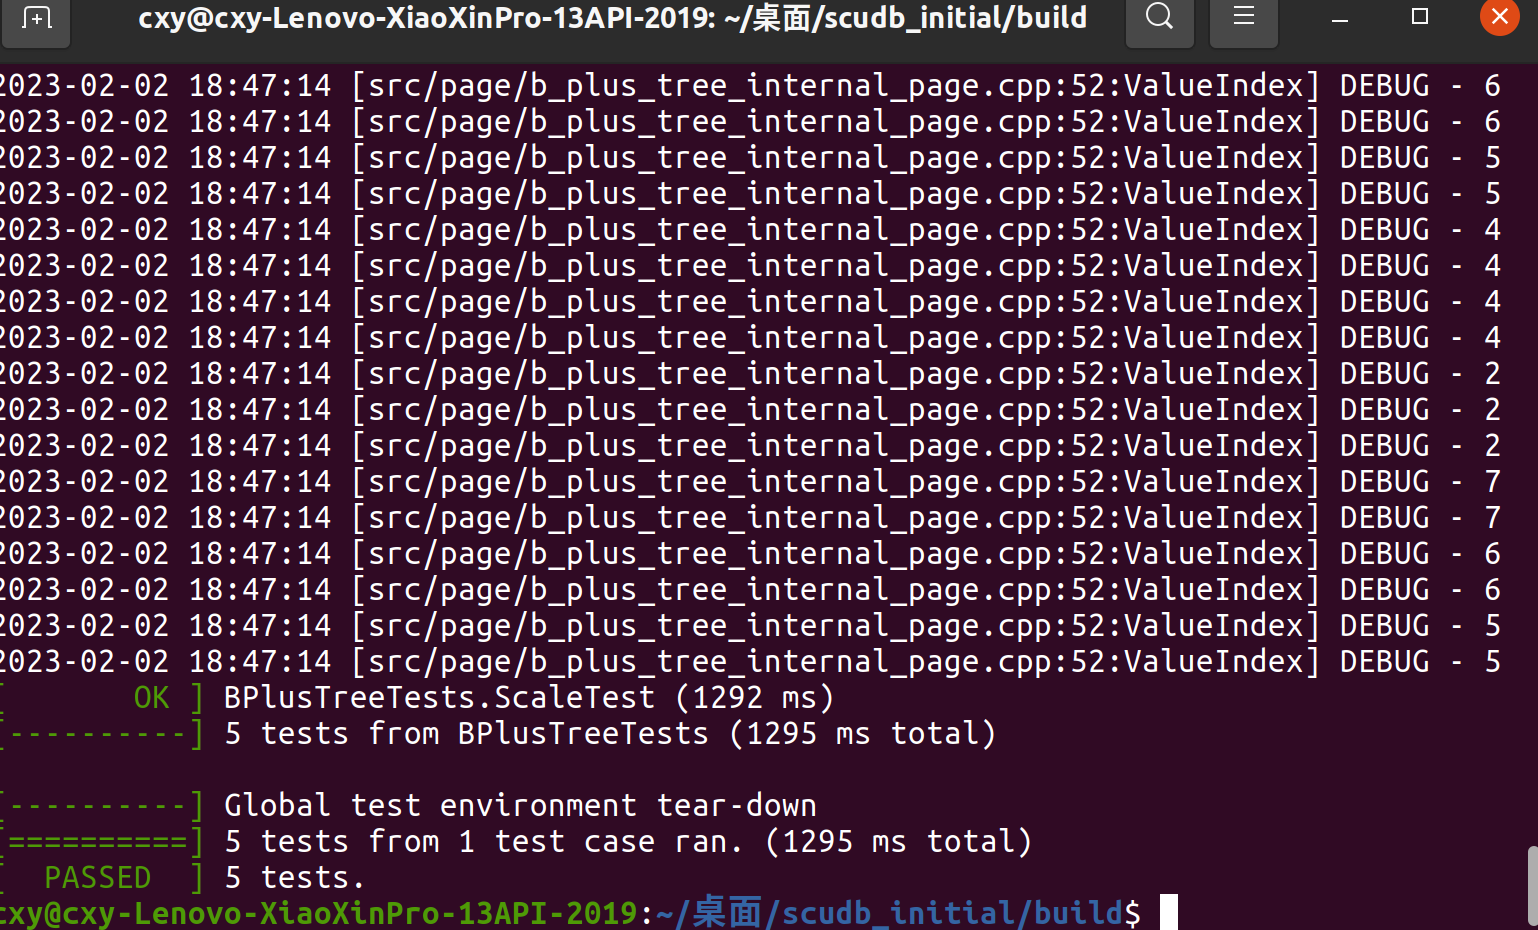 cxy@cxy-Lenovo-XiaoXinPro-13API-2019: ~/桌面/scudb_initial/build
2023-02-02 18:47:14 [src/page/b_plus_tree_internal_page.cpp:52:ValueIndex] DEBUG - 6
2023-02-02 18:47:14 [src/page/b_plus_tree_internal_page.cpp:52:ValueIndex] DEBUG - 6
2023-02-02 18:47:14 [src/page/b_plus_tree_internal_page.cpp:52:ValueIndex] DEBUG - 5
2023-02-02 18:47:14 [src/page/b_plus_tree_internal_page.cpp:52:ValueIndex] DEBUG - 5
2023-02-02 18:47:14 [src/page/b_plus_tree_internal_page.cpp:52:ValueIndex] DEBUG - 4
2023-02-02 18:47:14 [src/page/b_plus_tree_internal_page.cpp:52:ValueIndex] DEBUG - 4
2023-02-02 18:47:14 [src/page/b_plus_tree_internal_page.cpp:52:ValueIndex] DEBUG - 4
2023-02-02 18:47:14 [src/page/b_plus_tree_internal_page.cpp:52:ValueIndex] DEBUG - 4
2023-02-02 18:47:14 [src/page/b_plus_tree_internal_page.cpp:52:ValueIndex] DEBUG - 2
2023-02-02 18:47:14 [src/page/b_plus_tree_internal_page.cpp:52:ValueIndex] DEBUG - 2
2023-02-02 18:47:14 [src/page/b_plus_tree_internal_page.cpp:52:ValueIndex] DEBUG - 2
2023-02-02 18:47:14 [src/page/b_plus_tree_internal_page.cpp:52:ValueIndex] DEBUG - 7
2023-02-02 18:47:14 [src/page/b_plus_tree_internal_page.cpp:52:ValueIndex] DEBUG - 7
2023-02-02 18:47:14 [src/page/b_plus_tree_internal_page.cpp:52:ValueIndex] DEBUG - 6
2023-02-02 18:47:14 [src/page/b_plus_tree_internal_page.cpp:52:ValueIndex] DEBUG - 6
2023-02-02 18:47:14 [src/page/b_plus_tree_internal_page.cpp:52:ValueIndex] DEBUG - 5
2023-02-02 18:47:14 [src/page/b_plus_tree_internal_page.cpp:52:ValueIndex] DEBUG - 5
[       OK ] BPlusTreeTests.ScaleTest (1292 ms)
[----------] 5 tests from BPlusTreeTests (1295 ms total)
[----------] Global test environment tear-down
[==========] 5 tests from 1 test case ran. (1295 ms total)
[  PASSED  ] 5 tests.
cxy@cxy-Lenovo-XiaoXinPro-13API-2019:~/桌面/scudb_initial/build$